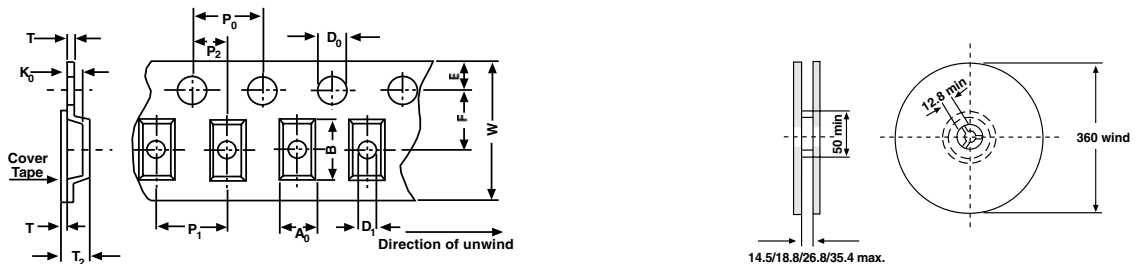 P0
T
P2
D0
K0
E
F
W
B
Cover
Tape
T
P1
A0
D1
T2
Direction of unwind
12.8 min
50 min
360 wind
14.5/18.8/26.8/35.4 max.